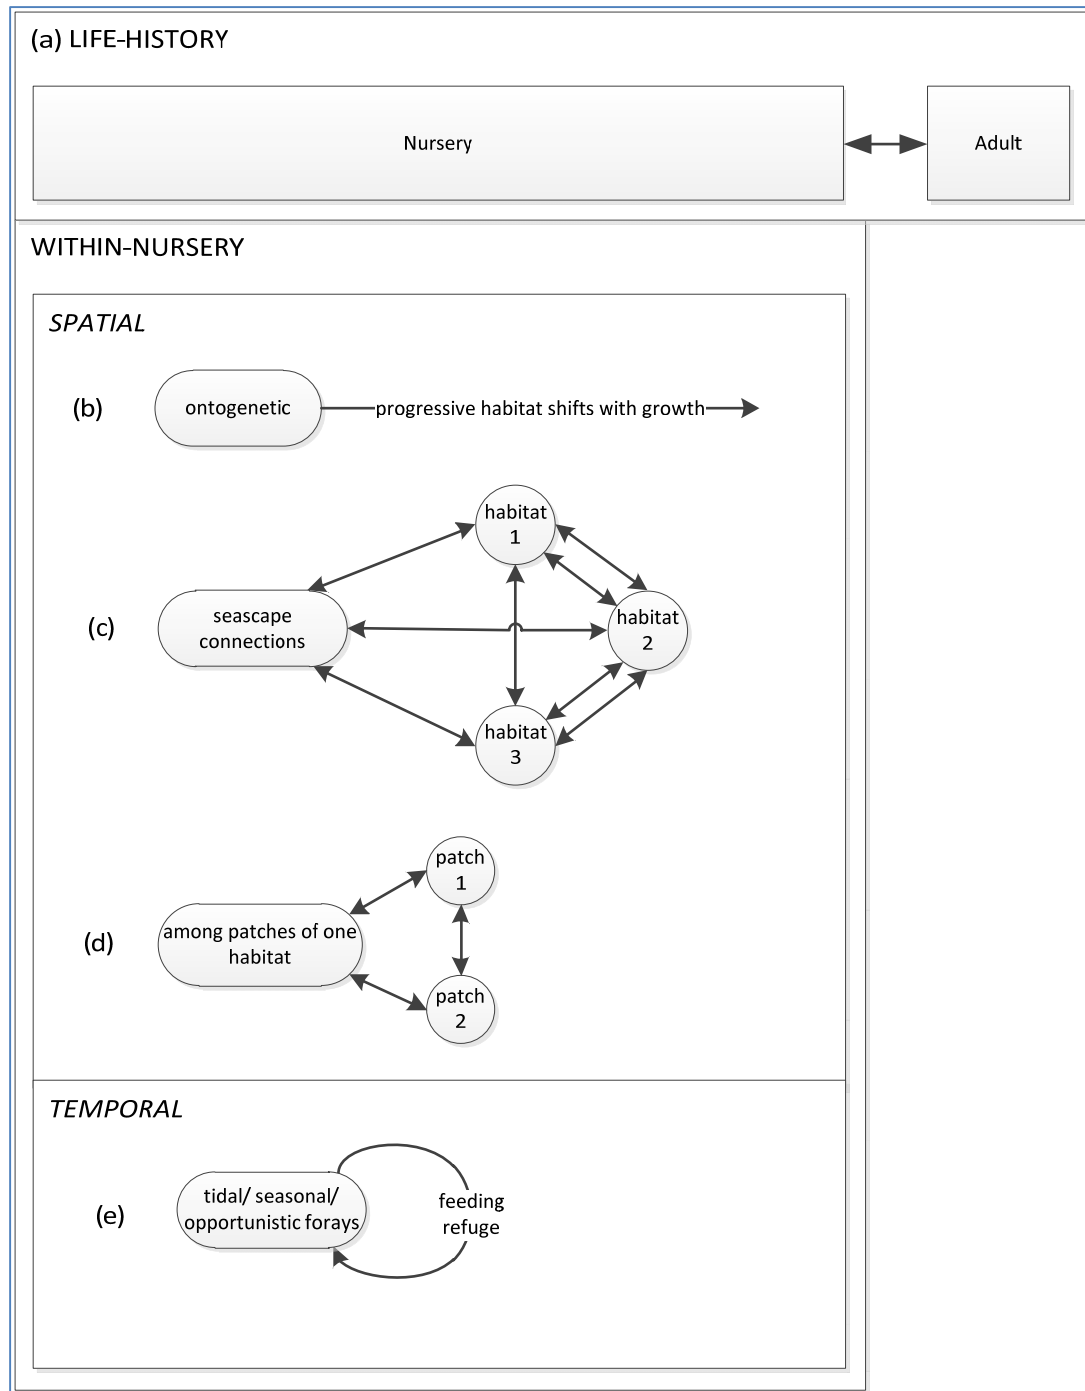 (a) LIFE-HISTORY
Nursery
Adult
WITHIN-NURSERY
SPATIAL
(b)
ontogenetic
progressive habitat shifts with growth
(c)
seascape
connections
habitat
1
habitat
2
habitat
3
(d)
among patches of one
habitat
patch
1
patch
2
TEMPORAL
(e)
tidal/ seasonal/
opportunistic forays
feeding
refuge